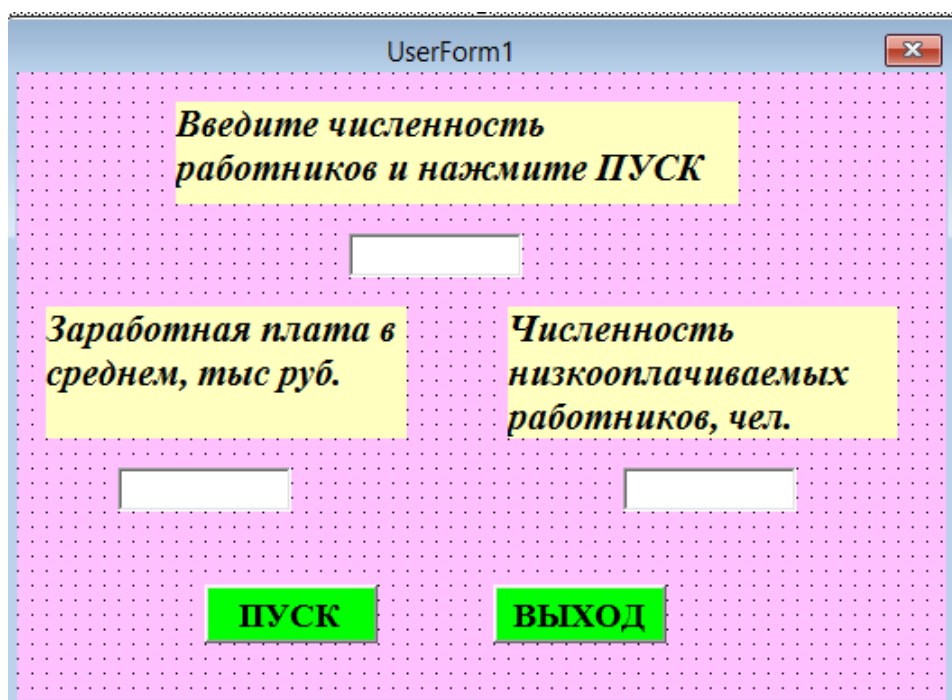 UserForm1
Введите численность
работников и нажмите ПУСК
Заработная плата в
среднем, тыс руб.
Численность
низкооплачиваемых
работников, чел.
ПУСК
ВЫХОД